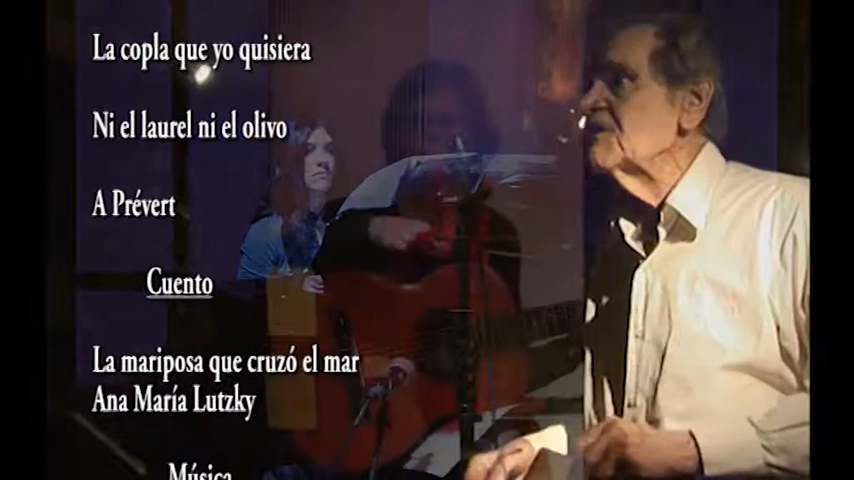 La copla que yo quisiera
Ni el laurel ni el olivo
A Prévert
Cuento
La mariposa que cruzó el mar
Ana María Lutzky
Música